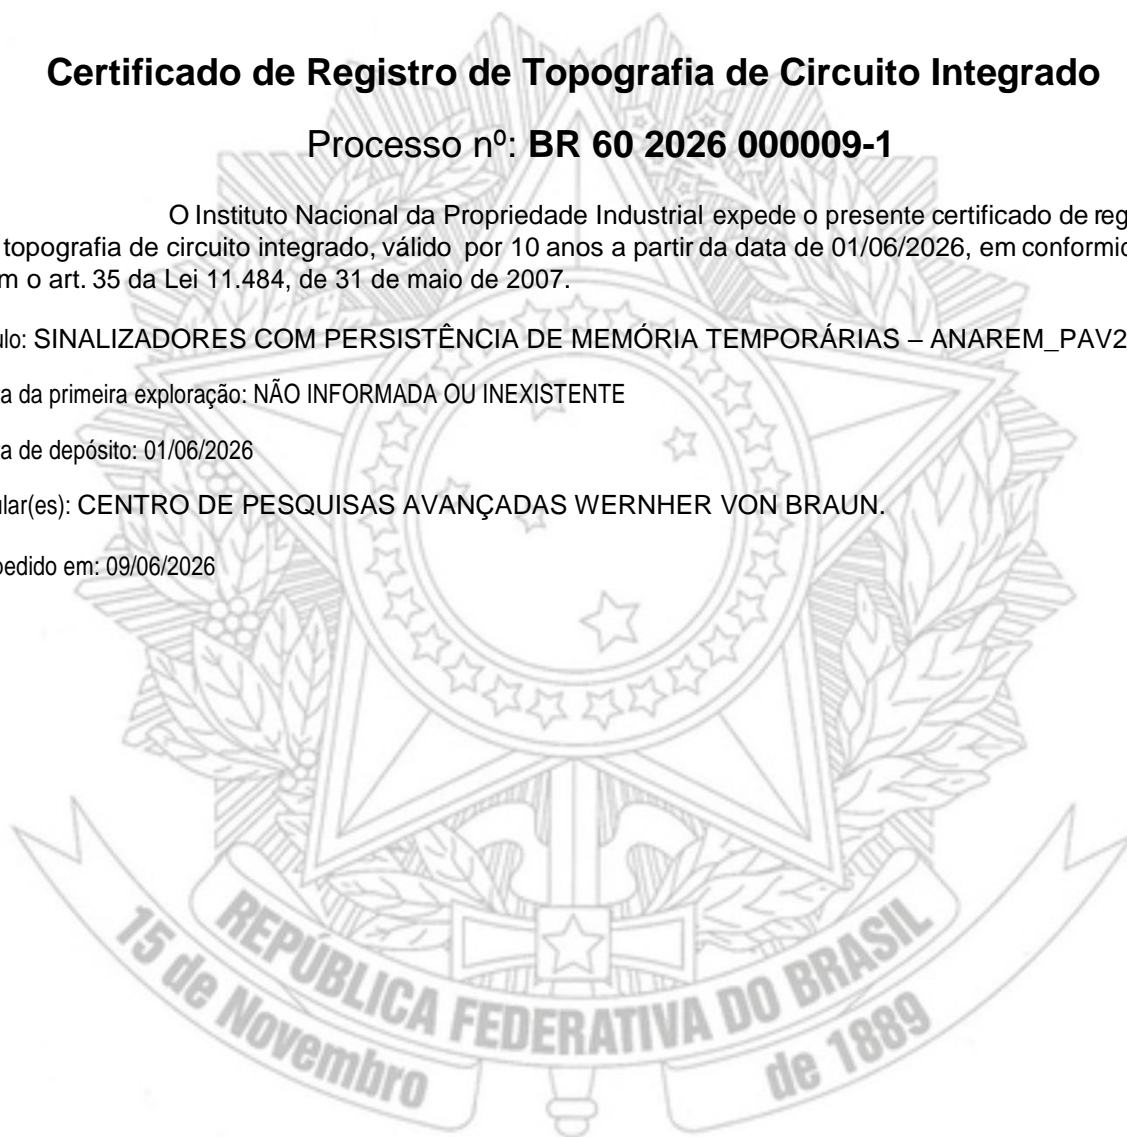 Certificado de Registro de Topografia de Circuito Integrado
Processo nº: BR 60 2026 000009-1
O Instituto Nacional da Propriedade Industrial expede o presente certificado de reg
topografia de circuito integrado, válido por 10 anos a partir da data de 01/06/2026, em conformic
m o art. 35 da Lei 11.484, de 31 de maio de 2007.
ulo: SINALIZADORES COM PERSISTÊNCIA DE MEMÓRIA TEMPORÁRIAS – ANAREM_PAV2
a da primeira exploração: NÃO INFORMADA OU INEXISTENTE
a de depósito: 01/06/2026
ular(es): CENTRO DE PESQUISAS AVANÇADAS WERNHER VON BRAUN.
pedido em: 09/06/2026
REPÚBLICA FEDERATIVA DO BRASIL
15 de Novembro de 1889